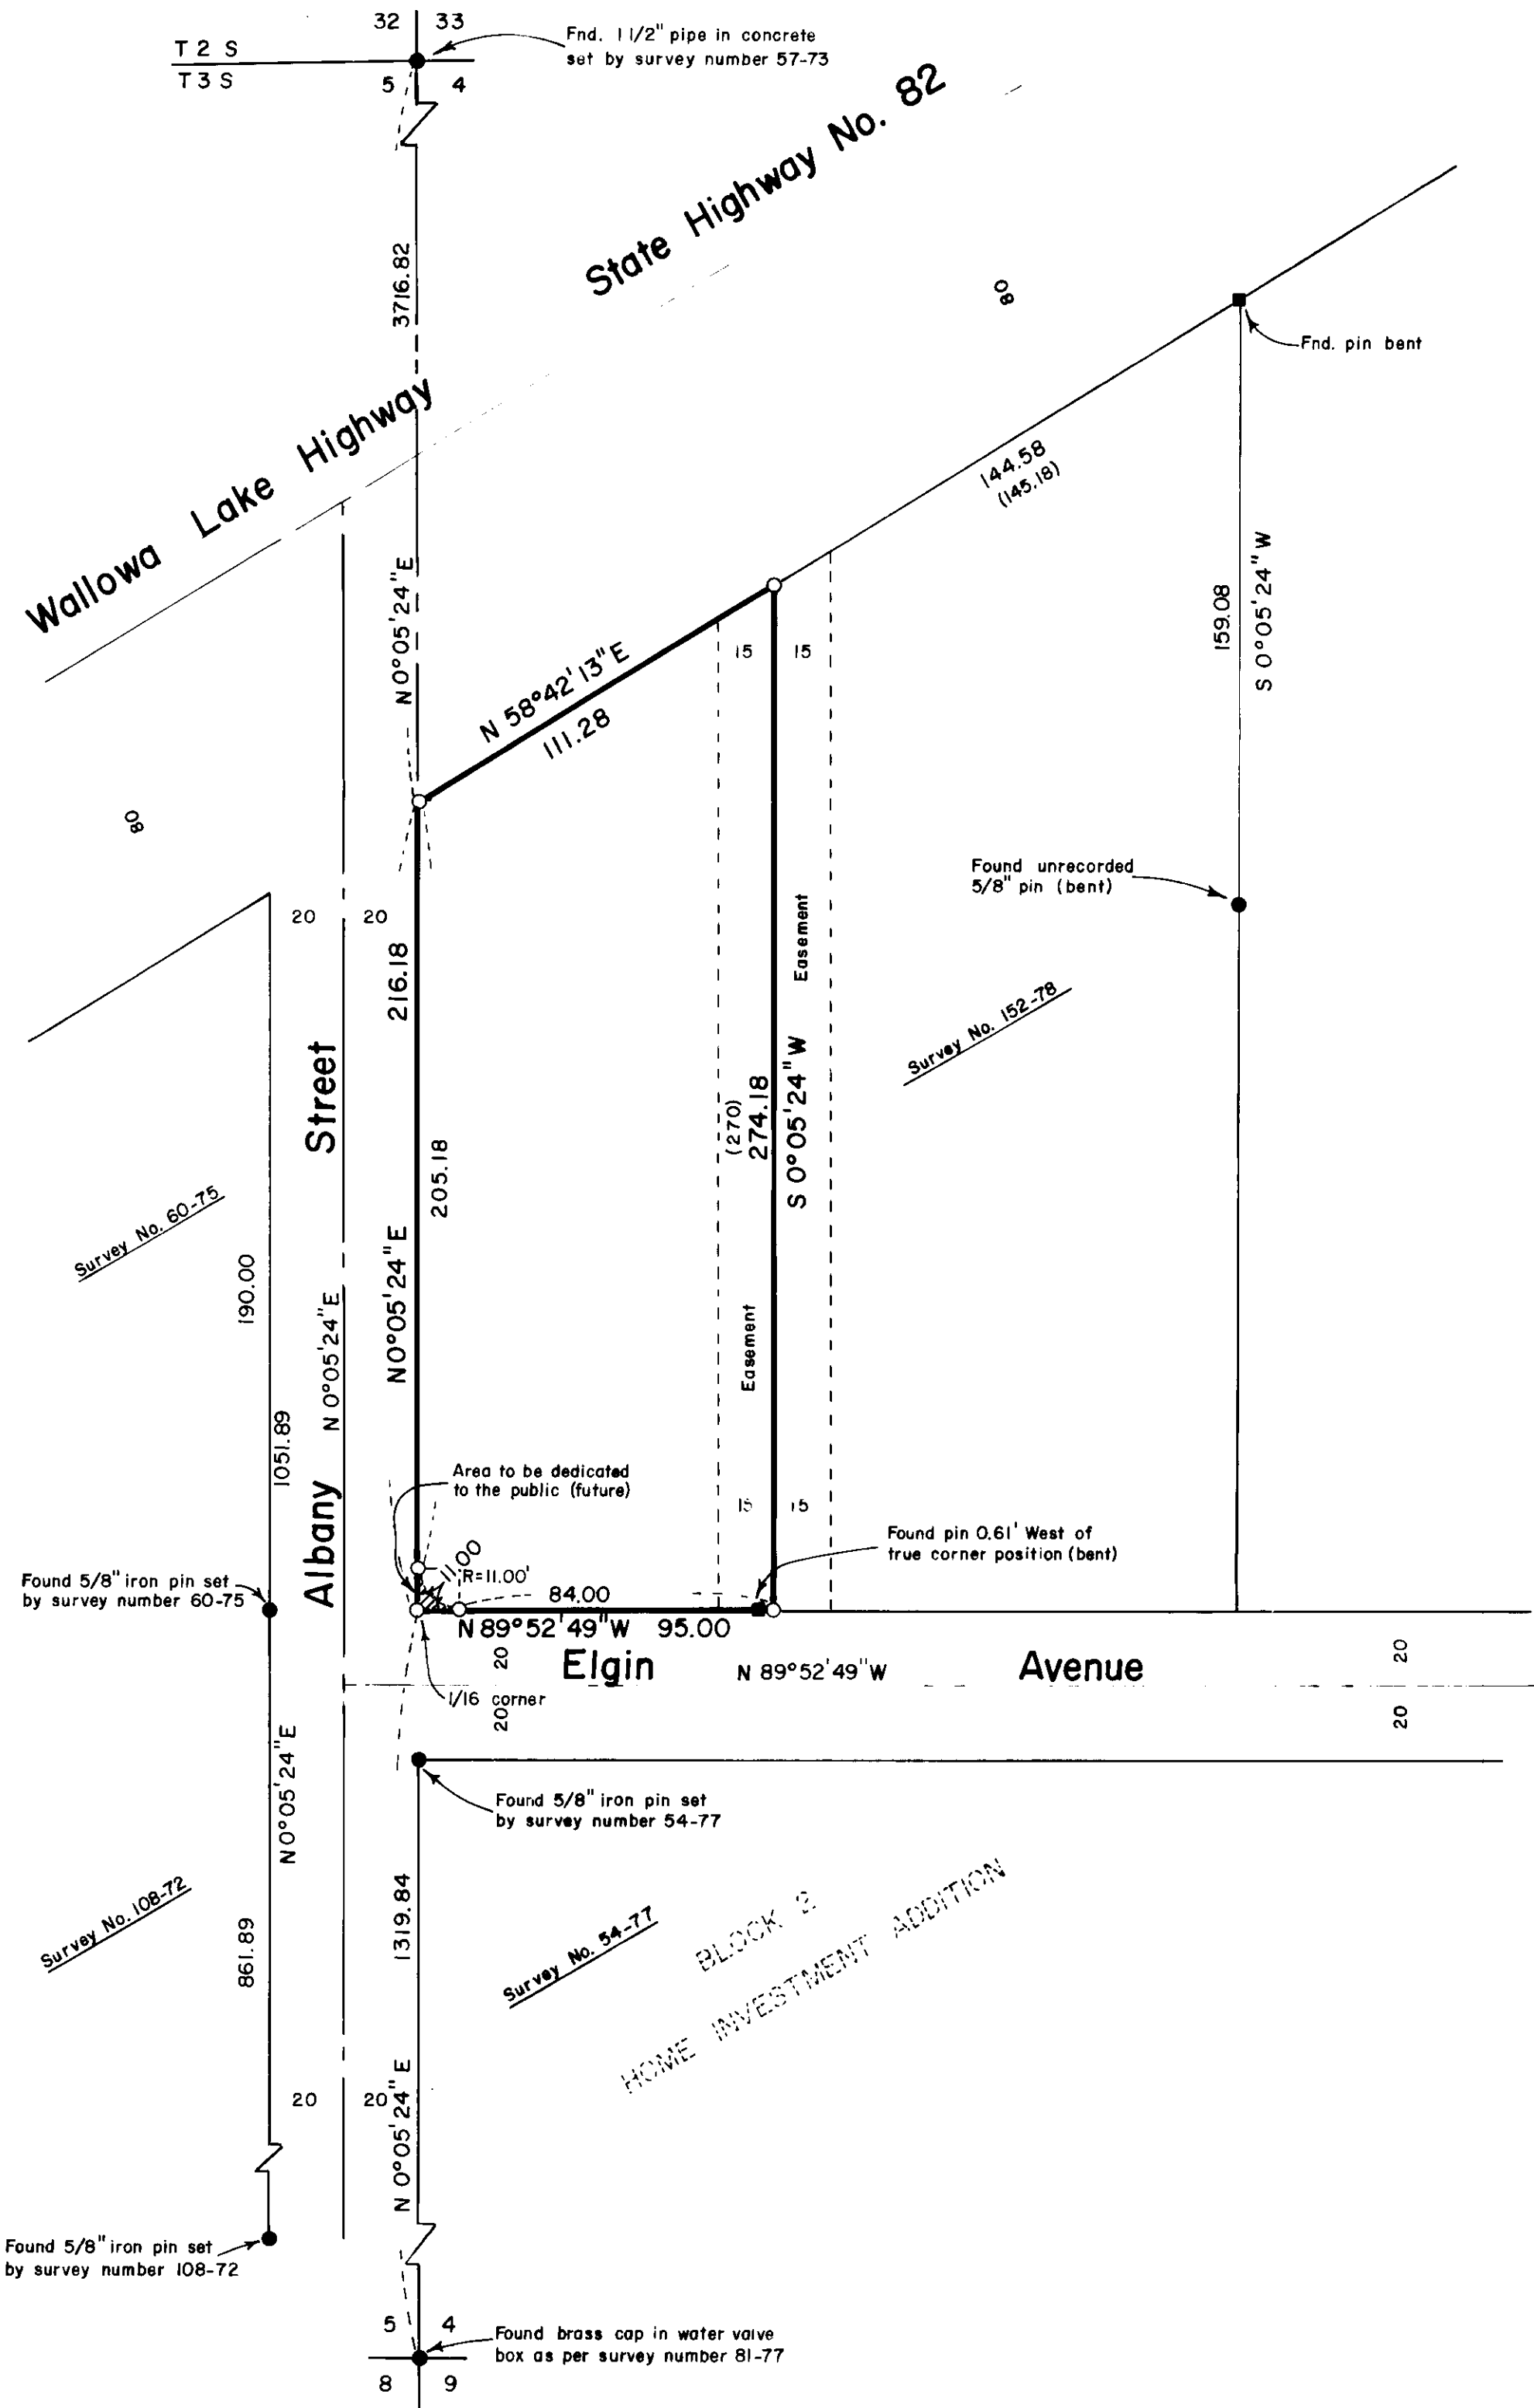 32 33
T 2 S
T 3 S
5 4
Fnd. 1 1/2" pipe in concrete
set by survey number 57-73
State Highway No. 82
3716.82
80
Fnd. pin bent
Wallowa Lake Highway
144.58
(145.18)
N 0°05'24" E
159.08
S 0°05'24" W
N 58°42'13" E
111.28
15 15
80
Found unrecorded
5/8" pin (bent)
20 20
216.18
Easement
Survey No. 152-78
Street
(270)
274.18
S 0°05'24" W
205.18
Survey No. 60-75
190.00
N 0°05'24" E
N 0°05'24" E
Easement
1051.89
Albany
Area to be dedicated
to the public (future)
15 15
Found pin 0.61' West of
true corner position (bent)
11.00
R=11.00'
84.00
Found 5/8" iron pin set
by survey number 60-75
N 89°52'49" W 95.00
20
Elgin
N 89°52'49" W
Avenue
20
1/16 corner
20
20
N 0°05'24" E
Found 5/8" iron pin set
by survey number 54-77
1319.84
Survey No. 108-72
861.89
Survey No. 54-77
BLOCK 2
HOME INVESTMENT ADDITION
20 20
N 0°05'24" E
Found 5/8" iron pin set
by survey number 108-72
5 4
Found brass cap in water valve
box as per survey number 81-77
8 9